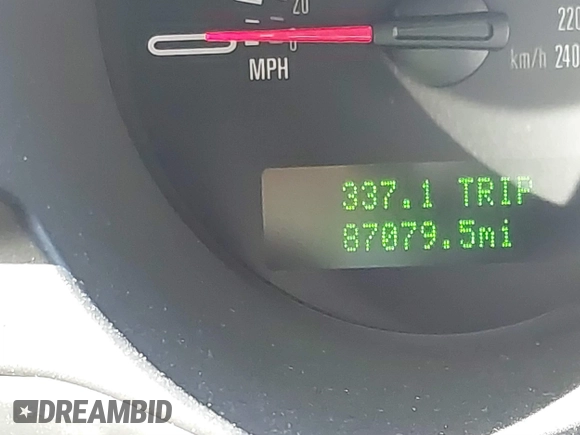 20
0
MPH
220
km/h 240
337.1 TRIP
87079.5mi
DREAMBID